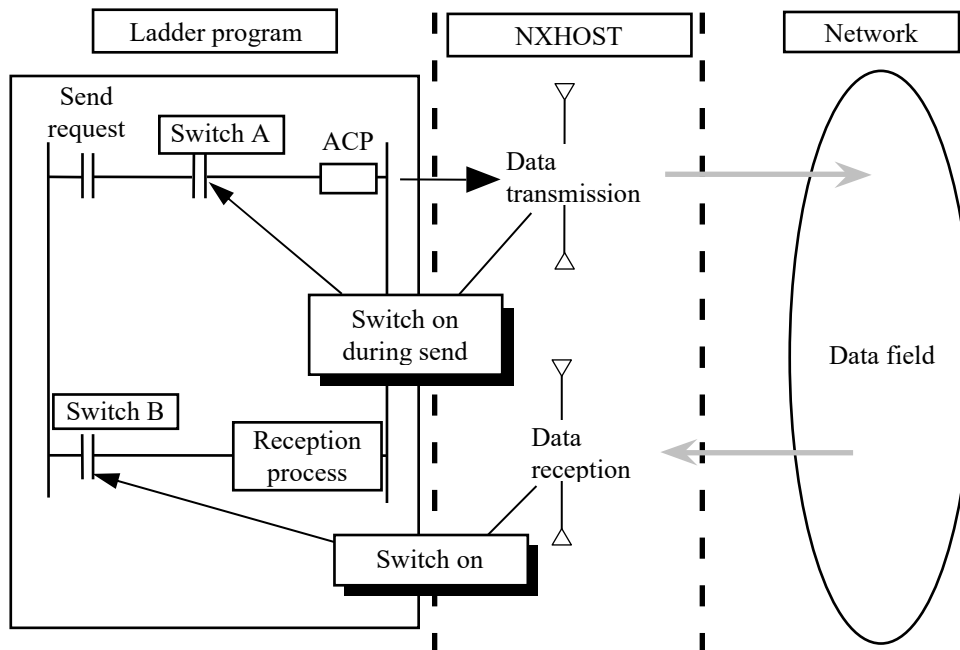 Ladder program
NXHOST
Network
Send
request
Switch A
ACP
Data
transmission
Switch on
during send
Data field
Switch B
Reception
process
Data
reception
Switch on